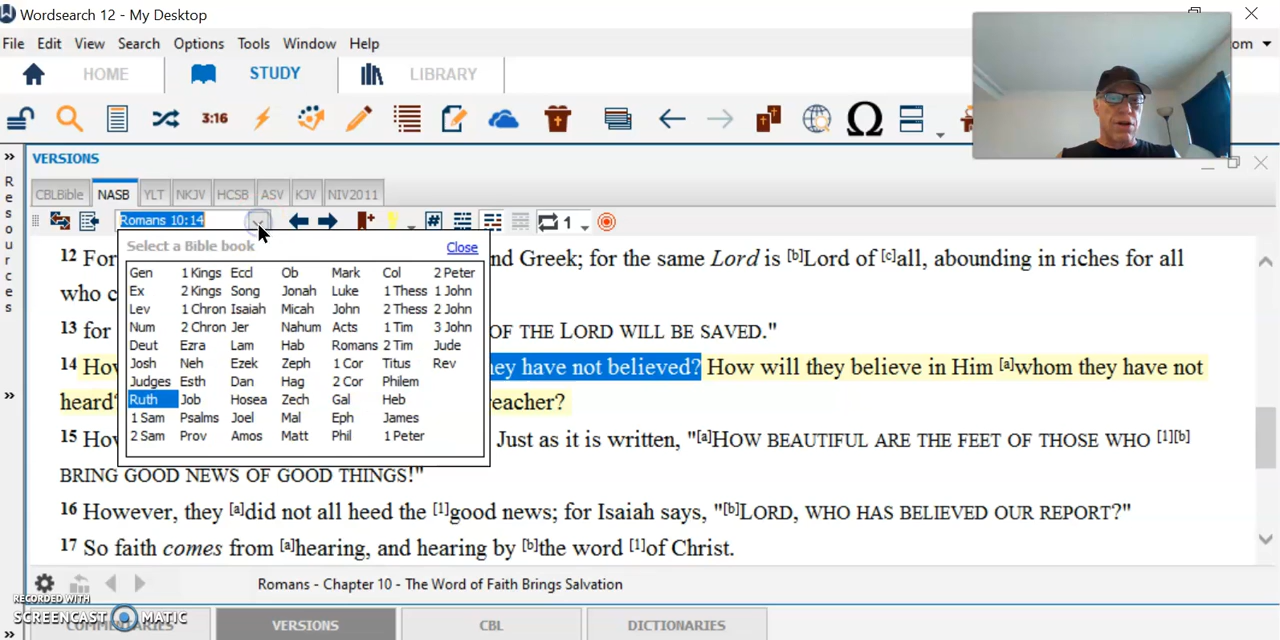 Wordsearch 12 - My Desktop
File Edit View Search Options Tools Window Help
om
HOME STUDY LIBRARY
3:16 Ω
VERSIONS
Resources
CBLBible NASB YLT NKJV HCSB ASV KJV NIV2011
Romans 10:14 # 1
Select a Bible book Close
Gen 1 Kings Eccl Ob Mark Col 2 Peter
Ex 2 Kings Song Jonah Luke 1 Thess 1 John
Lev 1 Chron Isaiah Micah John 2 Thess 2 John
Num 2 Chron Jer Nahum Acts 1 Tim 3 John
Deut Ezra Lam Hab Romans 2 Tim Jude
Josh Neh Ezek Zeph 1 Cor Titus Rev
Judges Esth Dan Hag 2 Cor Philem
Ruth Job Hosea Zech Gal Heb
1 Sam Psalms Joel Mal Eph James
2 Sam Prov Amos Matt Phil 1 Peter
12 For nd Greek; for the same Lord is [b]Lord of [c]all, abounding in riches for all
who c
13 for OF THE LORD WILL BE SAVED."
14 How ey have not believed? How will they believe in Him [a]whom they have not
heard? eacher?
15 How Just as it is written, "[a]HOW BEAUTIFUL ARE THE FEET OF THOSE WHO [1][b]
BRING GOOD NEWS OF GOOD THINGS!"
16 However, they [a]did not all heed the [1]good news; for Isaiah says, "[b]LORD, WHO HAS BELIEVED OUR REPORT?"
17 So faith comes from [a]hearing, and hearing by [b]the word [1]of Christ.
Romans - Chapter 10 - The Word of Faith Brings Salvation
RECORDED WITH
SCREENCAST MATIC
COMMENTARIES VERSIONS CBL DICTIONARIES